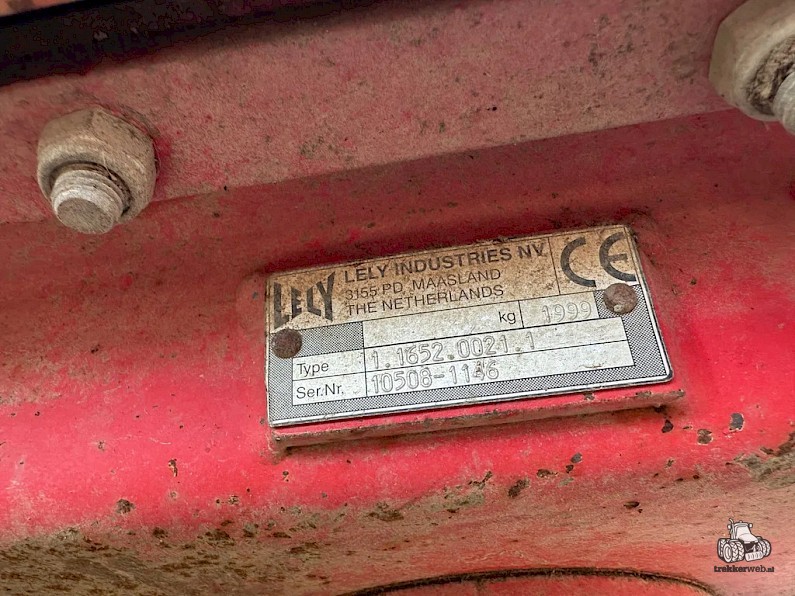 LELY
LELY INDUSTRIES NV.
3155 PD, MAASLAND
THE NETHERLANDS
CE
kg 1999
Type 1.1652.0021.1
Ser.Nr. 10508-1146
trekkerweb.nl